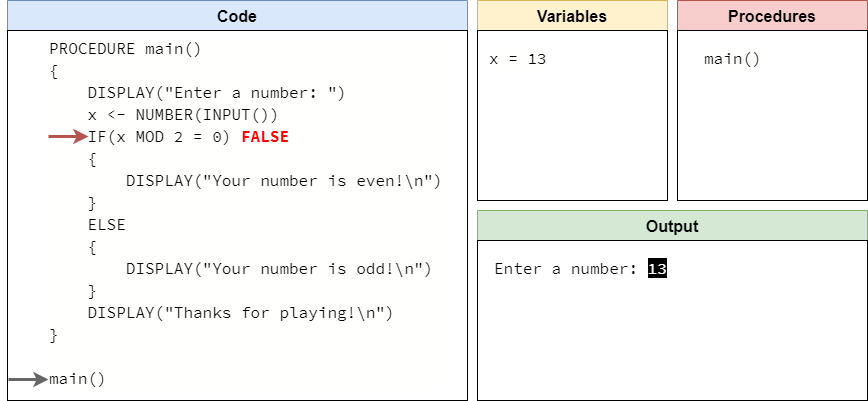 Code
PROCEDURE main()
{
DISPLAY("Enter a number: ")
x <- NUMBER(INPUT())
IF(x MOD 2 = 0) FALSE
{
DISPLAY("Your number is even!\n")
}
ELSE
{
DISPLAY("Your number is odd!\n")
}
DISPLAY("Thanks for playing!\n")
}
main()
Variables
x = 13
Procedures
main()
Output
Enter a number: 13